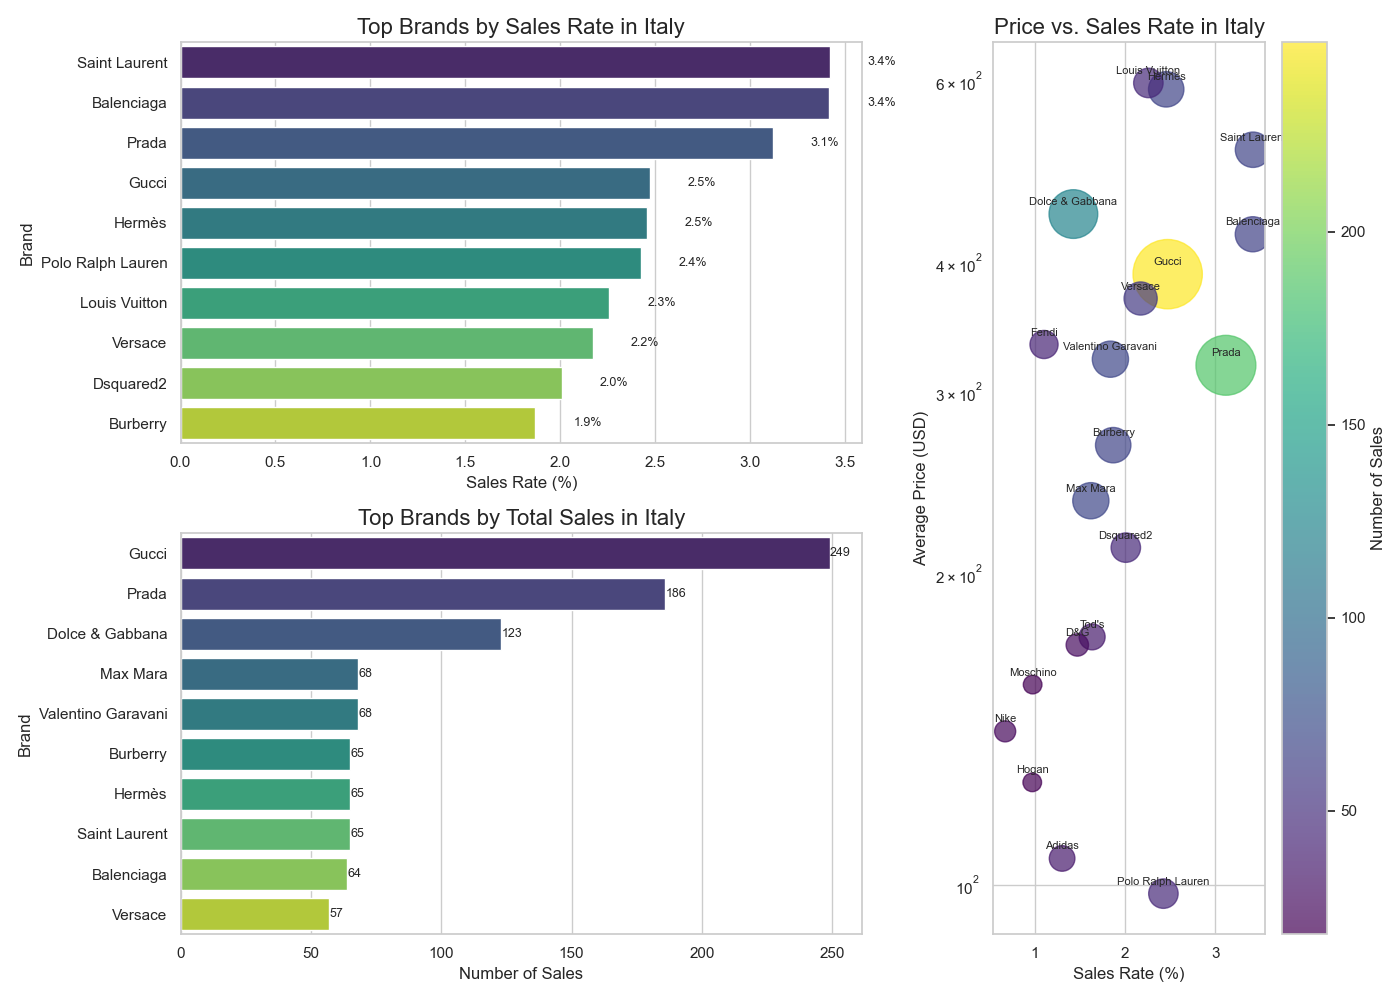 Top Brands by Sales Rate in Italy
Brand
Saint Laurent 3.4%
Balenciaga 3.4%
Prada 3.1%
Gucci 2.5%
Hermès 2.5%
Polo Ralph Lauren 2.4%
Louis Vuitton 2.3%
Versace 2.2%
Dsquared2 2.0%
Burberry 1.9%
0.0 0.5 1.0 1.5 2.0 2.5 3.0 3.5
Sales Rate (%)
Top Brands by Total Sales in Italy
Brand
Gucci 249
Prada 186
Dolce & Gabbana 123
Max Mara 68
Valentino Garavani 68
Burberry 65
Hermès 65
Saint Laurent 65
Balenciaga 64
Versace 57
0 50 100 150 200 250
Number of Sales
Price vs. Sales Rate in Italy
Average Price (USD)
6 × 10²
4 × 10²
3 × 10²
2 × 10²
10²
Louis Vuitton
Hermès
Saint Lauren
Dolce & Gabbana
Balenciaga
Gucci
Versace
Fendi
Valentino Garavani
Prada
Burberry
Max Mara
Dsquared2
Tod's
D&G
Moschino
Nike
Hogan
Adidas
Polo Ralph Lauren
1 2 3
Sales Rate (%)
200
150
100
50
Number of Sales